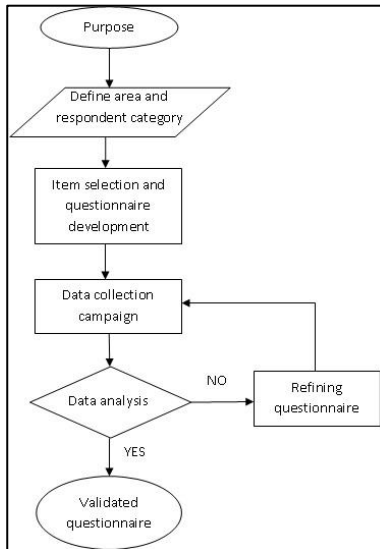 Purpose
Define area and
respondent category
Item selection and
questionnaire
development
Data collection
campaign
Data analysis
NO
Refining
questionnaire
YES
Validated
questionnaire